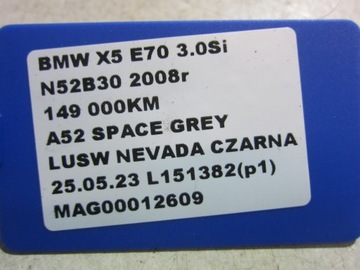 BMW X5 E70 3.0Si
N52B30 2008r
149 000KM
A52 SPACE GREY
LUSW NEVADA CZARNA
25.05.23 L151382(p1)
MAG00012609